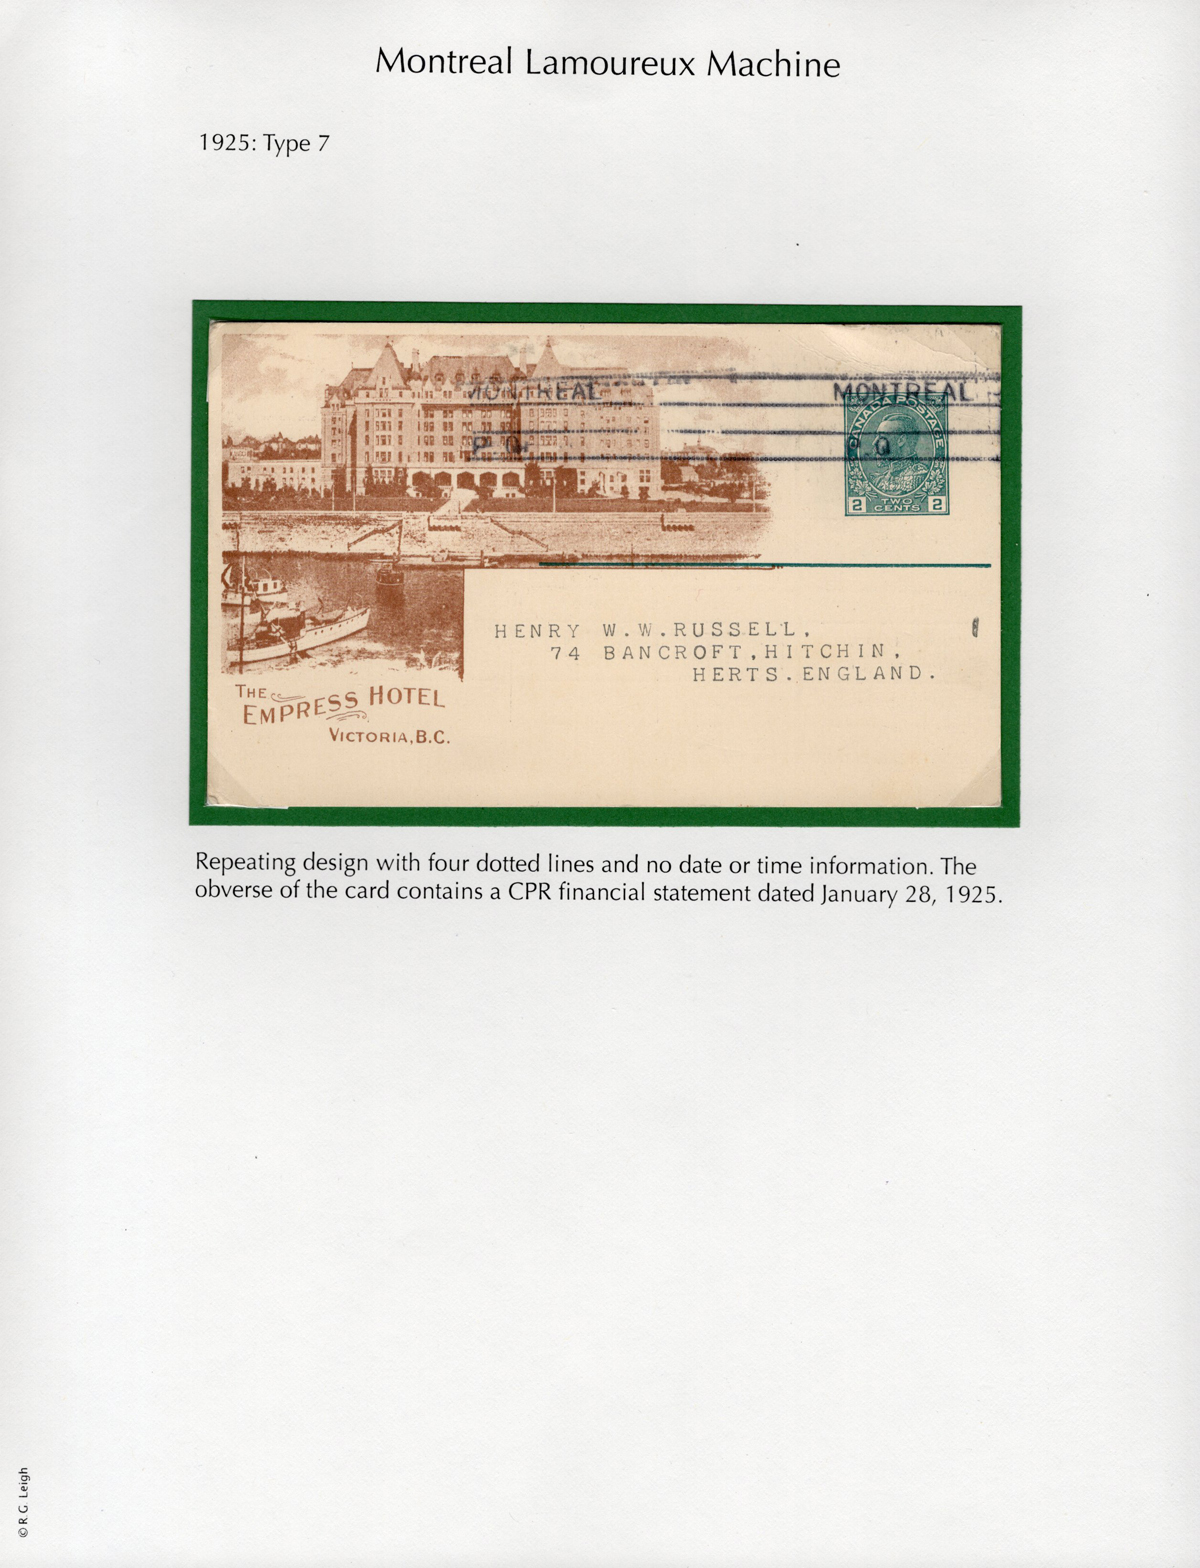 Montreal Lamoureux Machine
1925: Type 7
MONTREAL
P.Q.
MONTREAL
P.Q.
CANADA POSTAGE
2 TWO CENTS 2
HENRY W.W.RUSSELL,
74 BANCROFT,HITCHIN,
HERTS.ENGLAND.
THE
EMPRESS HOTEL
VICTORIA, B.C.
Repeating design with four dotted lines and no date or time information. The
obverse of the card contains a CPR financial statement dated January 28, 1925.
© R.G. Leigh